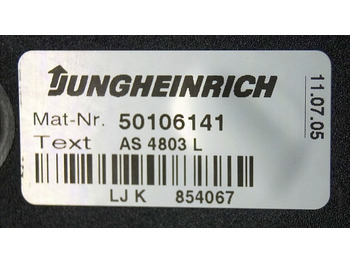 JUNGHEINRICH
Mat-Nr. 50106141
Text AS 4803 L
LJ K 854067
11.07.05